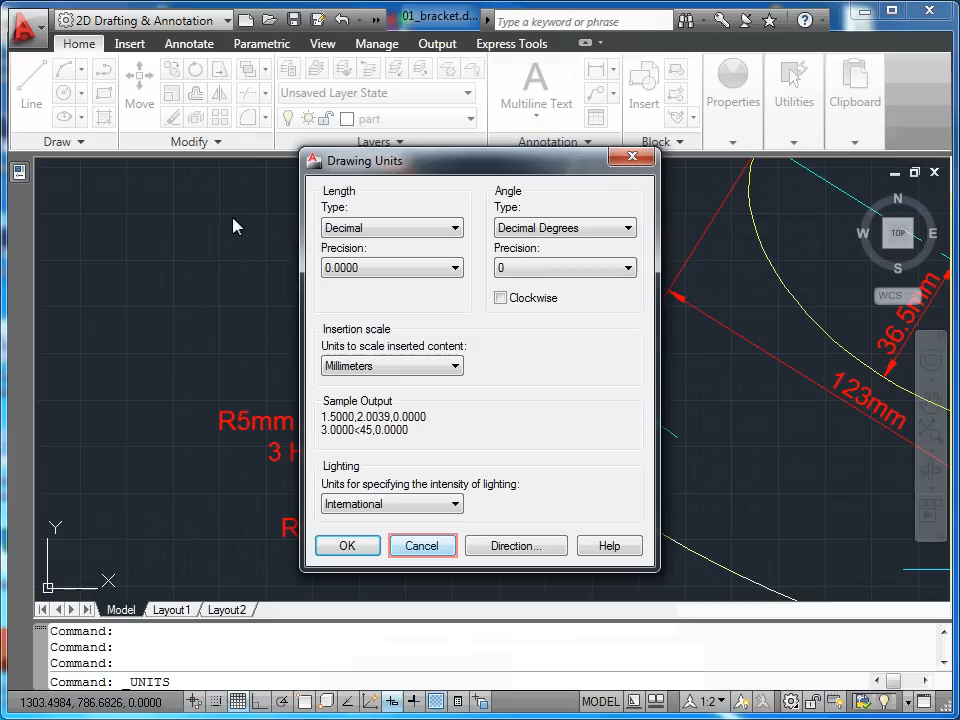 2D Drafting & Annotation
01_bracket.d...
Type a keyword or phrase
Home Insert Annotate Parametric View Manage Output Express Tools
Line Move Unsaved Layer State Multiline Text Insert Properties Utilities Clipboard
part
Draw Modify Layers Annotation Block
Drawing Units
Length
Type:
Decimal
Precision:
0.0000
Angle
Type:
Decimal Degrees
Precision:
0
Clockwise
Insertion scale
Units to scale inserted content:
Millimeters
Sample Output
1.5000,2.0039,0.0000
3.0000<45,0.0000
Lighting
Units for specifying the intensity of lighting:
International
OK Cancel Direction... Help
N
W TOP E
S
WCS
36.5mm
123mm
R5mm
3 H
R
Y
X
Model Layout1 Layout2
Command:
Command:
Command:
Command: _UNITS
1303.4984, 786.6826, 0.0000
MODEL
1:2